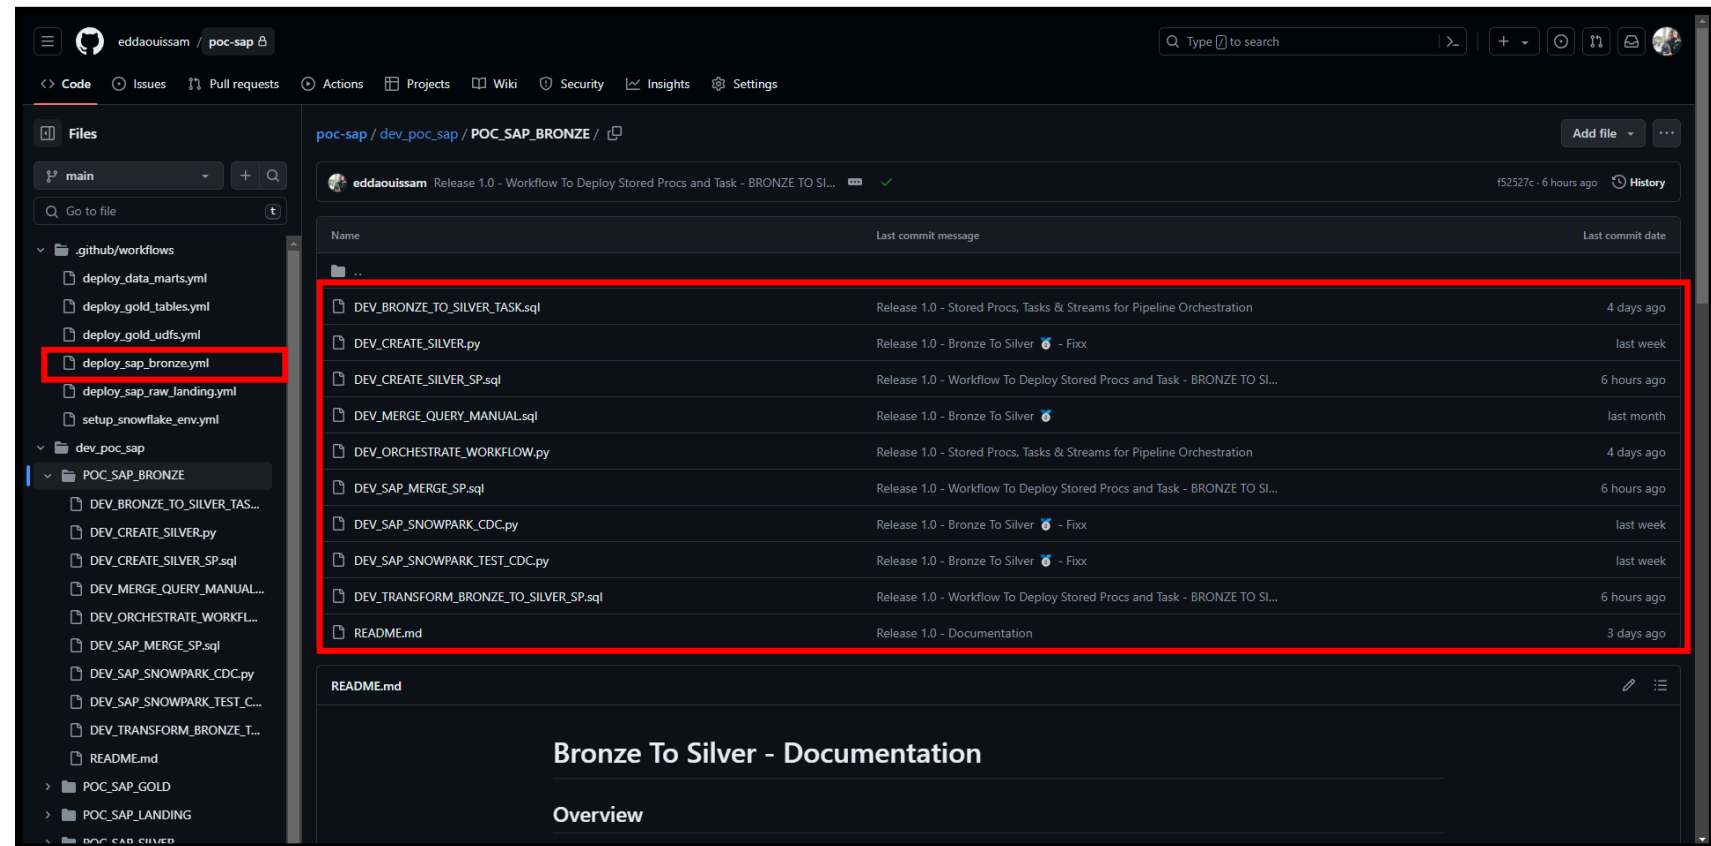 eddaouissam / poc-sap
Type / to search
Code Issues Pull requests Actions Projects Wiki Security Insights Settings
Files
main
Go to file t
.github/workflows
deploy_data_marts.yml
deploy_gold_tables.yml
deploy_gold_udfs.yml
deploy_sap_bronze.yml
deploy_sap_raw_landing.yml
setup_snowflake_env.yml
dev_poc_sap
POC_SAP_BRONZE
DEV_BRONZE_TO_SILVER_TAS...
DEV_CREATE_SILVER.py
DEV_CREATE_SILVER_SP.sql
DEV_MERGE_QUERY_MANUAL...
DEV_ORCHESTRATE_WORKFL...
DEV_SAP_MERGE_SP.sql
DEV_SAP_SNOWPARK_CDC.py
DEV_SAP_SNOWPARK_TEST_C...
DEV_TRANSFORM_BRONZE_T...
README.md
POC_SAP_GOLD
POC_SAP_LANDING
POC_SAP_SILVER
poc-sap / dev_poc_sap / POC_SAP_BRONZE /
Add file
eddaouissam Release 1.0 - Workflow To Deploy Stored Procs and Task - BRONZE TO SI... f52527c · 6 hours ago History
Name Last commit message Last commit date
..
DEV_BRONZE_TO_SILVER_TASK.sql Release 1.0 - Stored Procs, Tasks & Streams for Pipeline Orchestration 4 days ago
DEV_CREATE_SILVER.py Release 1.0 - Bronze To Silver 🥈 - Fixx last week
DEV_CREATE_SILVER_SP.sql Release 1.0 - Workflow To Deploy Stored Procs and Task - BRONZE TO SI... 6 hours ago
DEV_MERGE_QUERY_MANUAL.sql Release 1.0 - Bronze To Silver 🥈 last month
DEV_ORCHESTRATE_WORKFLOW.py Release 1.0 - Stored Procs, Tasks & Streams for Pipeline Orchestration 4 days ago
DEV_SAP_MERGE_SP.sql Release 1.0 - Workflow To Deploy Stored Procs and Task - BRONZE TO SI... 6 hours ago
DEV_SAP_SNOWPARK_CDC.py Release 1.0 - Bronze To Silver 🥈 - Fixx last week
DEV_SAP_SNOWPARK_TEST_CDC.py Release 1.0 - Bronze To Silver 🥈 - Fixx last week
DEV_TRANSFORM_BRONZE_TO_SILVER_SP.sql Release 1.0 - Workflow To Deploy Stored Procs and Task - BRONZE TO SI... 6 hours ago
README.md Release 1.0 - Documentation 3 days ago
README.md
Bronze To Silver - Documentation
Overview